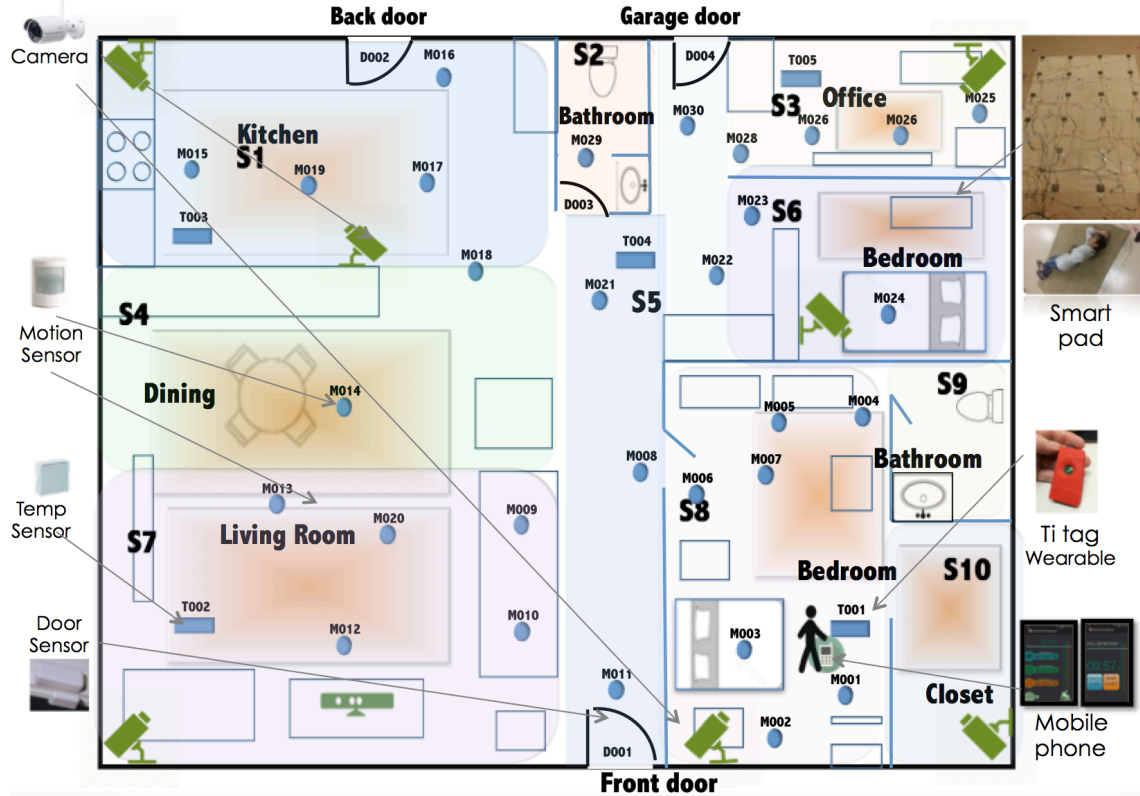 Back door
Garage door
Camera
D002
M016
S2
D004
T005
S3
Office
M025
Bathroom
M030
M026
M026
Kitchen
S1
M029
M028
M015
M019
M017
D003
M023
S6
T003
T004
Bedroom
M018
M022
M021
S5
M024
S4
Smart
pad
Motion
Sensor
Dining
M014
S9
M005
M004
M008
M007
Bathroom
M006
S8
M013
M009
Temp
Sensor
S7
Living Room
M020
Ti tag
Wearable
Bedroom
S10
T002
M010
T001
Door
Sensor
M012
M003
M011
M001
Closet
M002
Mobile
phone
D001
Front door
00:57